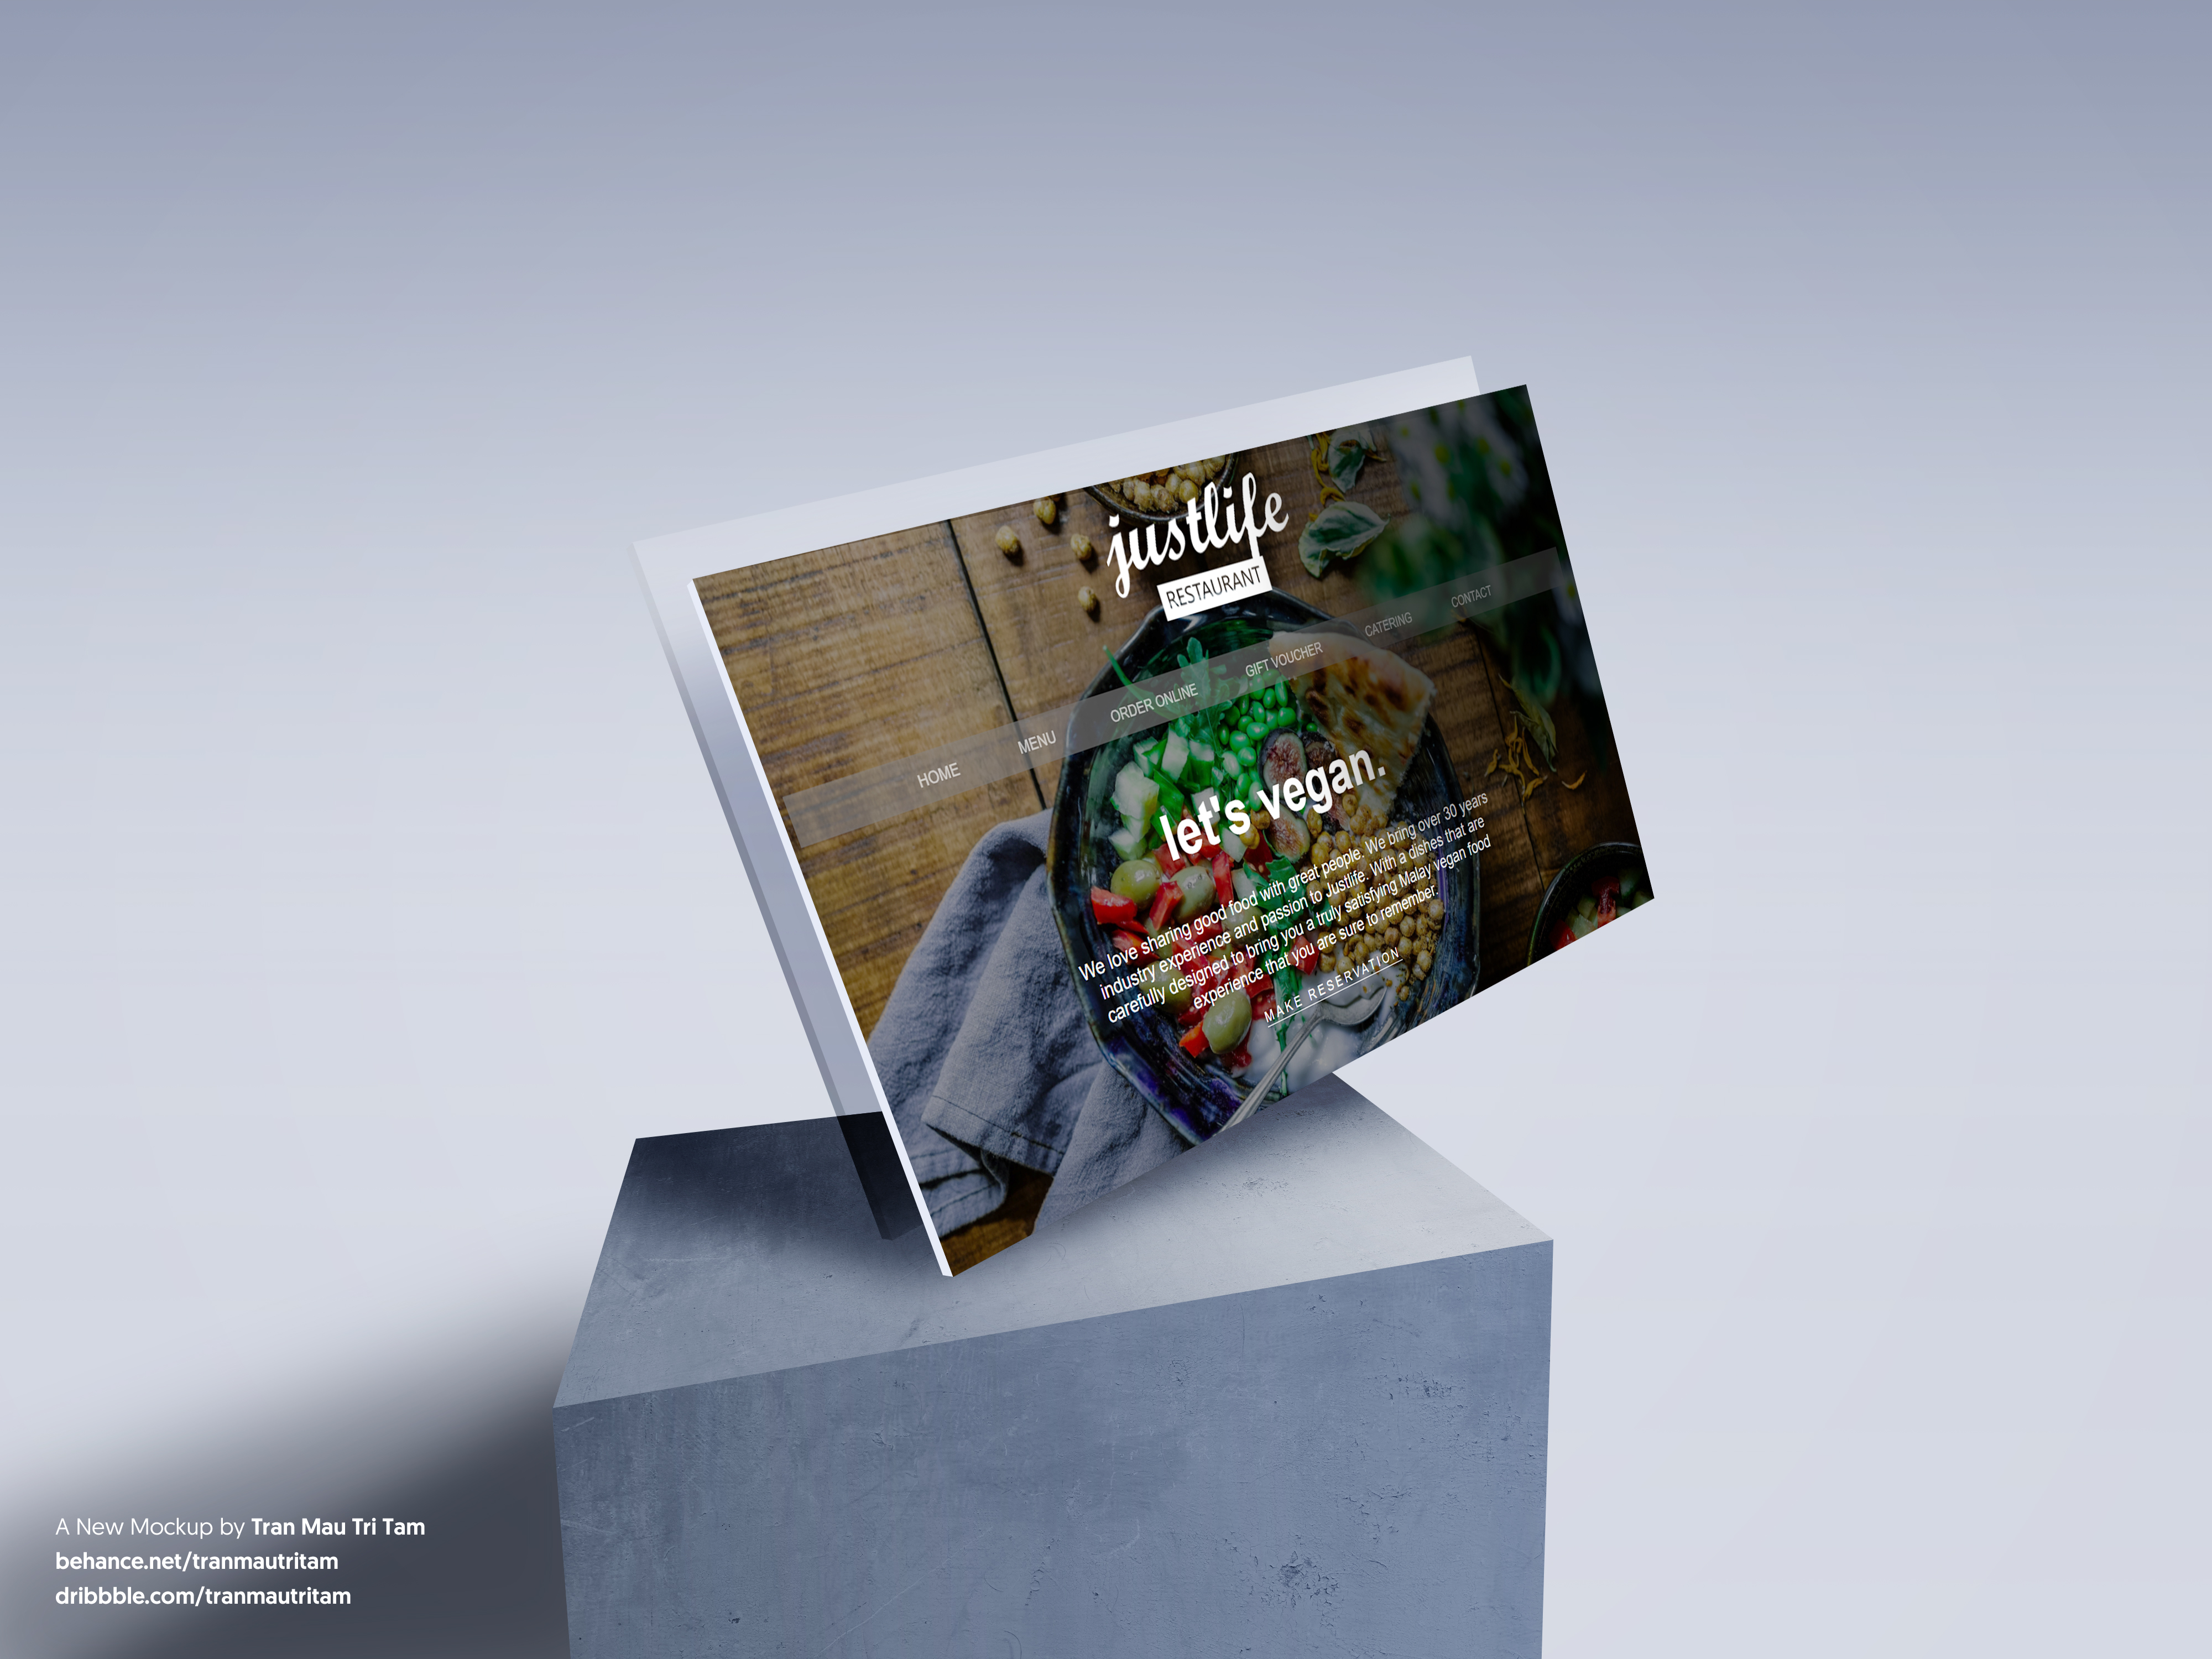 justlife
RESTAURANT
HOME MENU ORDER ONLINE GIFT VOUCHER CATERING CONTACT
let's vegan.
We love sharing good food with great people. We bring over 30 years
industry experience and passion to Justlife. With a dishes that are
carefully designed to bring you a truly satisfying Malay vegan food
experience that you are sure to remember.
MAKE RESERVATION
A New Mockup by Tran Mau Tri Tam
behance.net/tranmautritam
dribbble.com/tranmautritam